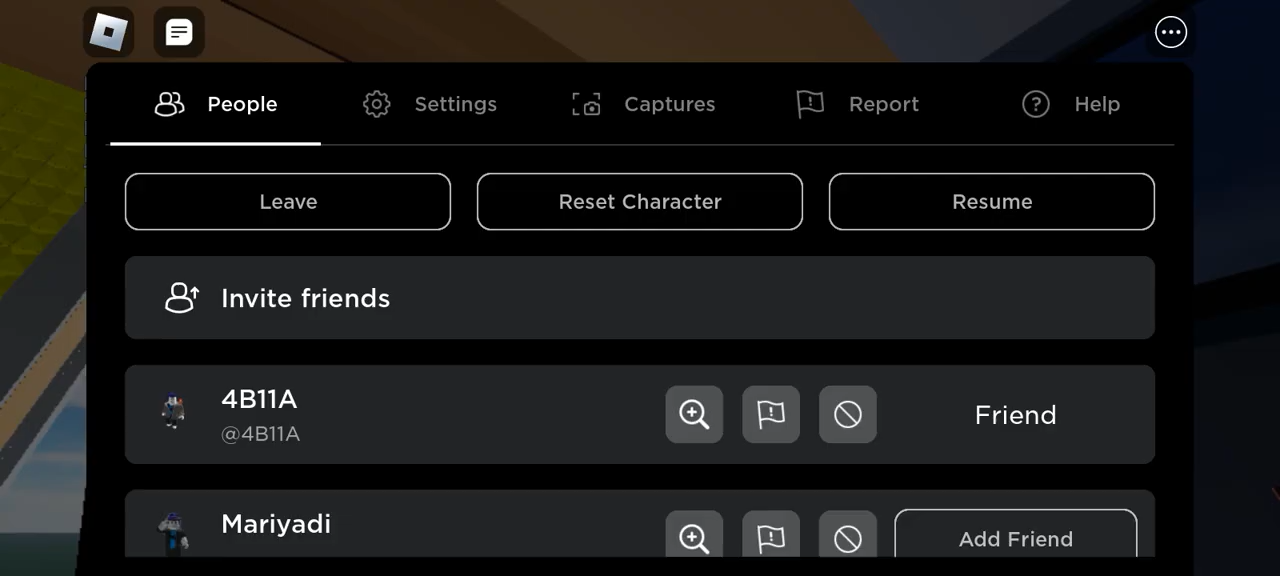 People Settings Captures Report Help
Leave Reset Character Resume
Invite friends
4B11A
@4B11A
Friend
Mariyadi
Add Friend